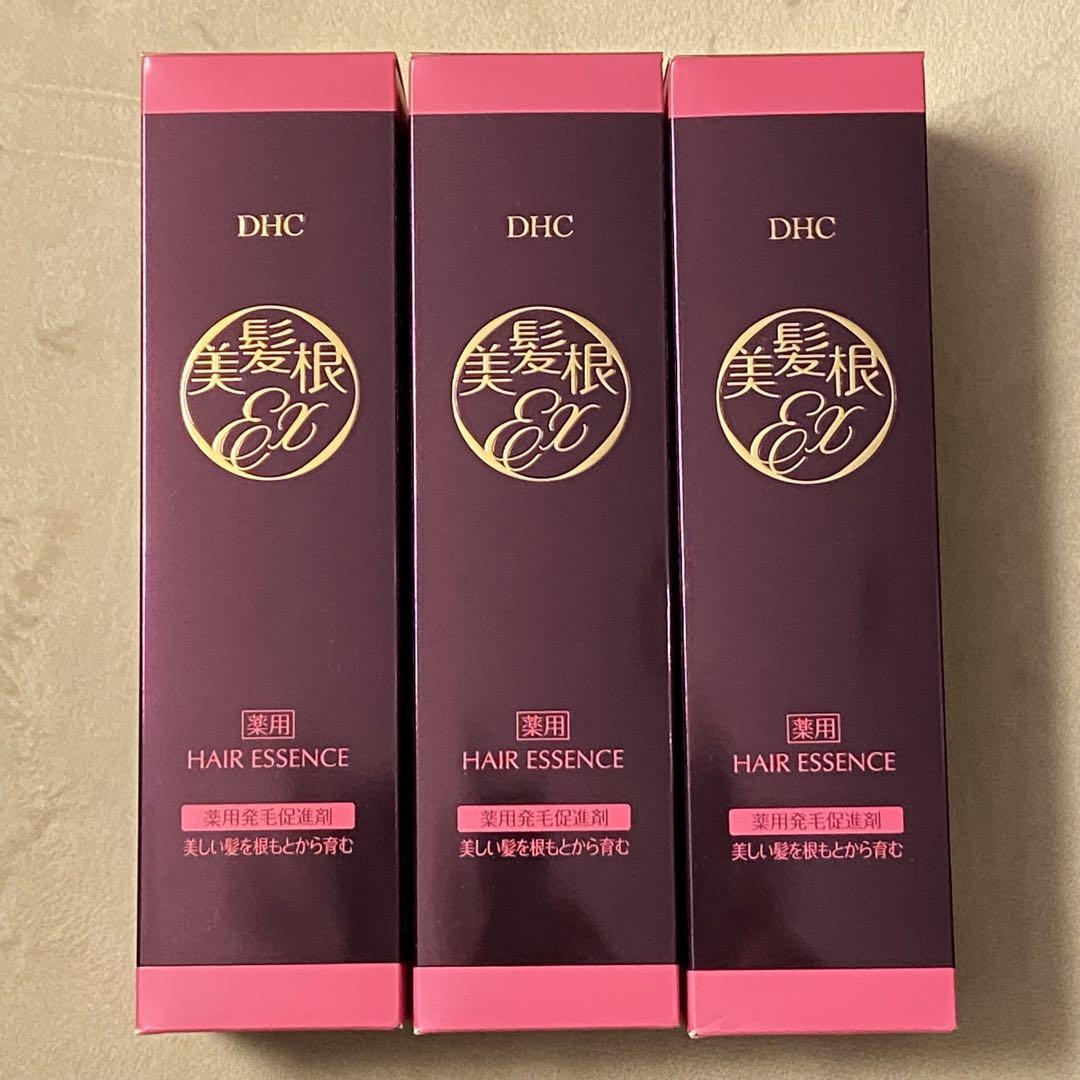 DHC
美髪根
Ex
薬用
HAIR ESSENCE
薬用発毛促進剤
美しい髪を根もとから育む
DHC
美髪根
Ex
薬用
HAIR ESSENCE
薬用発毛促進剤
美しい髪を根もとから育む
DHC
美髪根
Ex
薬用
HAIR ESSENCE
薬用発毛促進剤
美しい髪を根もとから育む